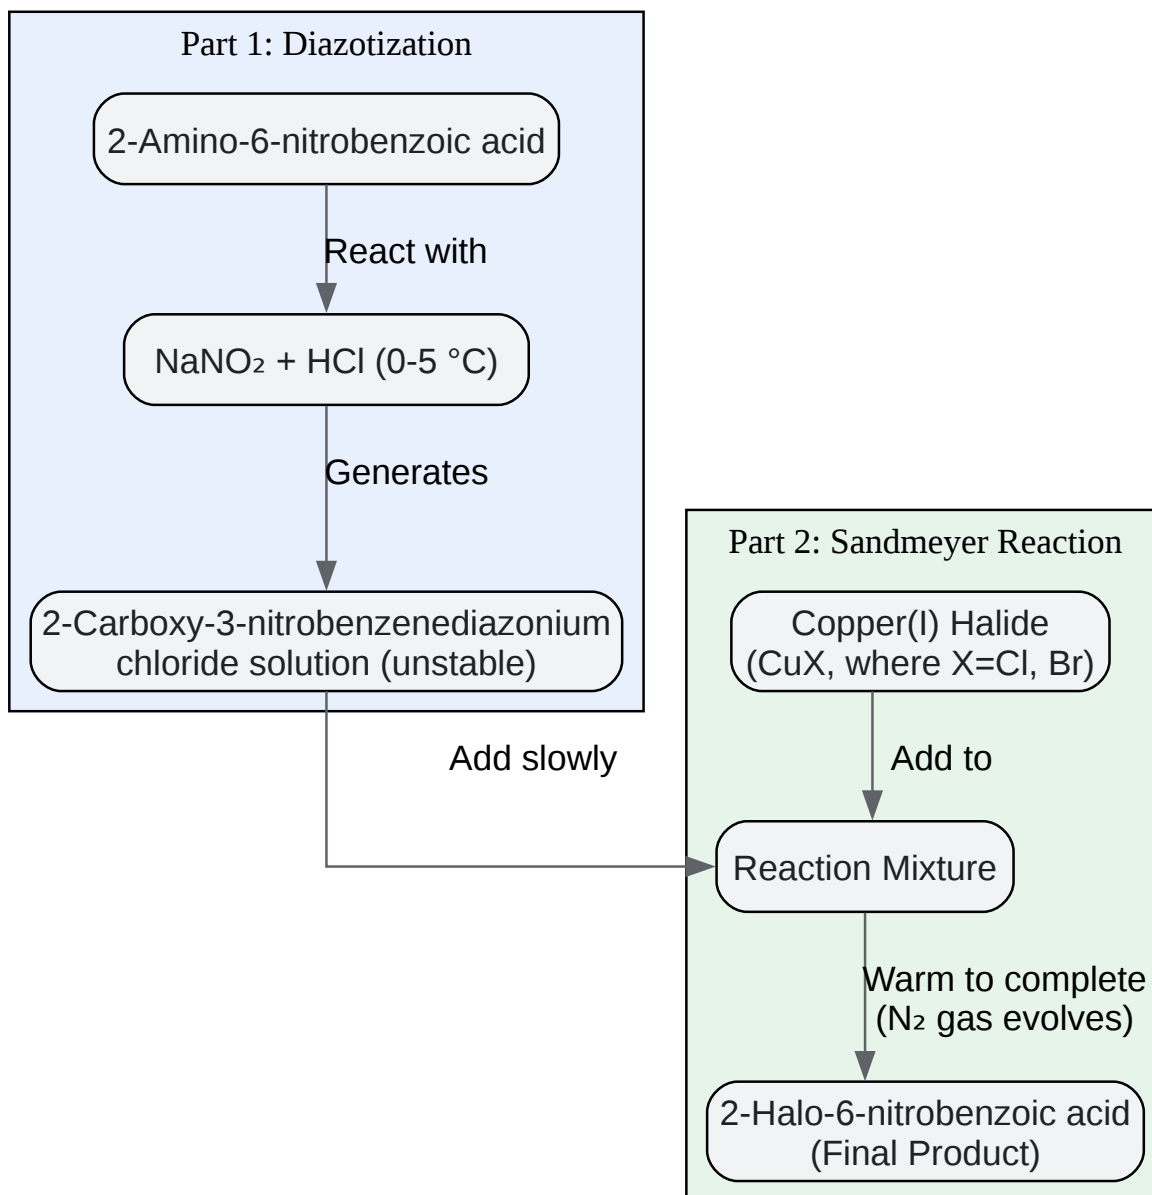 Part 1: Diazotization
2-Amino-6-nitrobenzoic acid
React with
NaNO₂ + HCl (0-5 °C)
Generates
2-Carboxy-3-nitrobenzenediazonium
chloride solution (unstable)
Add slowly
Part 2: Sandmeyer Reaction
Copper(I) Halide
(CuX, where X=Cl, Br)
Add to
Reaction Mixture
Warm to complete
(N₂ gas evolves)
2-Halo-6-nitrobenzoic acid
(Final Product)